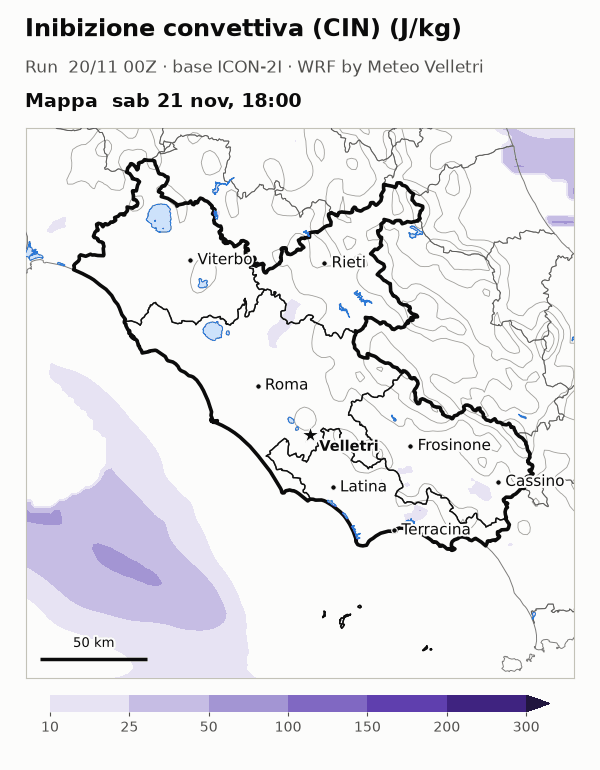 Inibizione convettiva (CIN) (J/kg)
Run 20/11 00Z · base ICON-2I · WRF by Meteo Velletri
Mappa sab 21 nov, 18:00
Viterbo
Rieti
Roma
Velletri
Frosinone
Cassino
Latina
Terracina
50 km
10 25 50 100 150 200 300